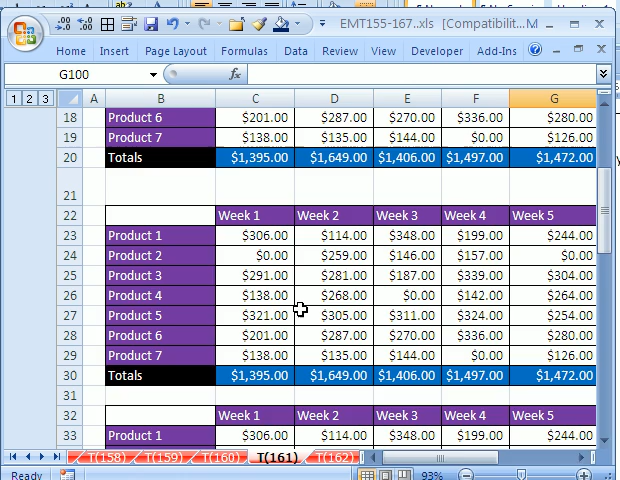 EMT155-167..xls [Compatibilit... M
Home Insert Page Layout Formulas Data Review View Developer Add-Ins
G100 fx
1 2 3 A B C D E F G
18 Product 6 $201.00 $287.00 $270.00 $336.00 $280.00
19 Product 7 $138.00 $135.00 $144.00 $0.00 $126.00
20 Totals $1,395.00 $1,649.00 $1,406.00 $1,497.00 $1,472.00
21
22 Week 1 Week 2 Week 3 Week 4 Week 5
23 Product 1 $306.00 $114.00 $348.00 $199.00 $244.00
24 Product 2 $0.00 $259.00 $146.00 $157.00 $0.00
25 Product 3 $291.00 $281.00 $187.00 $339.00 $304.00
26 Product 4 $138.00 $268.00 $0.00 $142.00 $264.00
27 Product 5 $321.00 $305.00 $311.00 $324.00 $254.00
28 Product 6 $201.00 $287.00 $270.00 $336.00 $280.00
29 Product 7 $138.00 $135.00 $144.00 $0.00 $126.00
30 Totals $1,395.00 $1,649.00 $1,406.00 $1,497.00 $1,472.00
31
32 Week 1 Week 2 Week 3 Week 4 Week 5
33 Product 1 $306.00 $114.00 $348.00 $199.00 $244.00
T(158) T(159) T(160) T(161) T(162)
Ready 93%